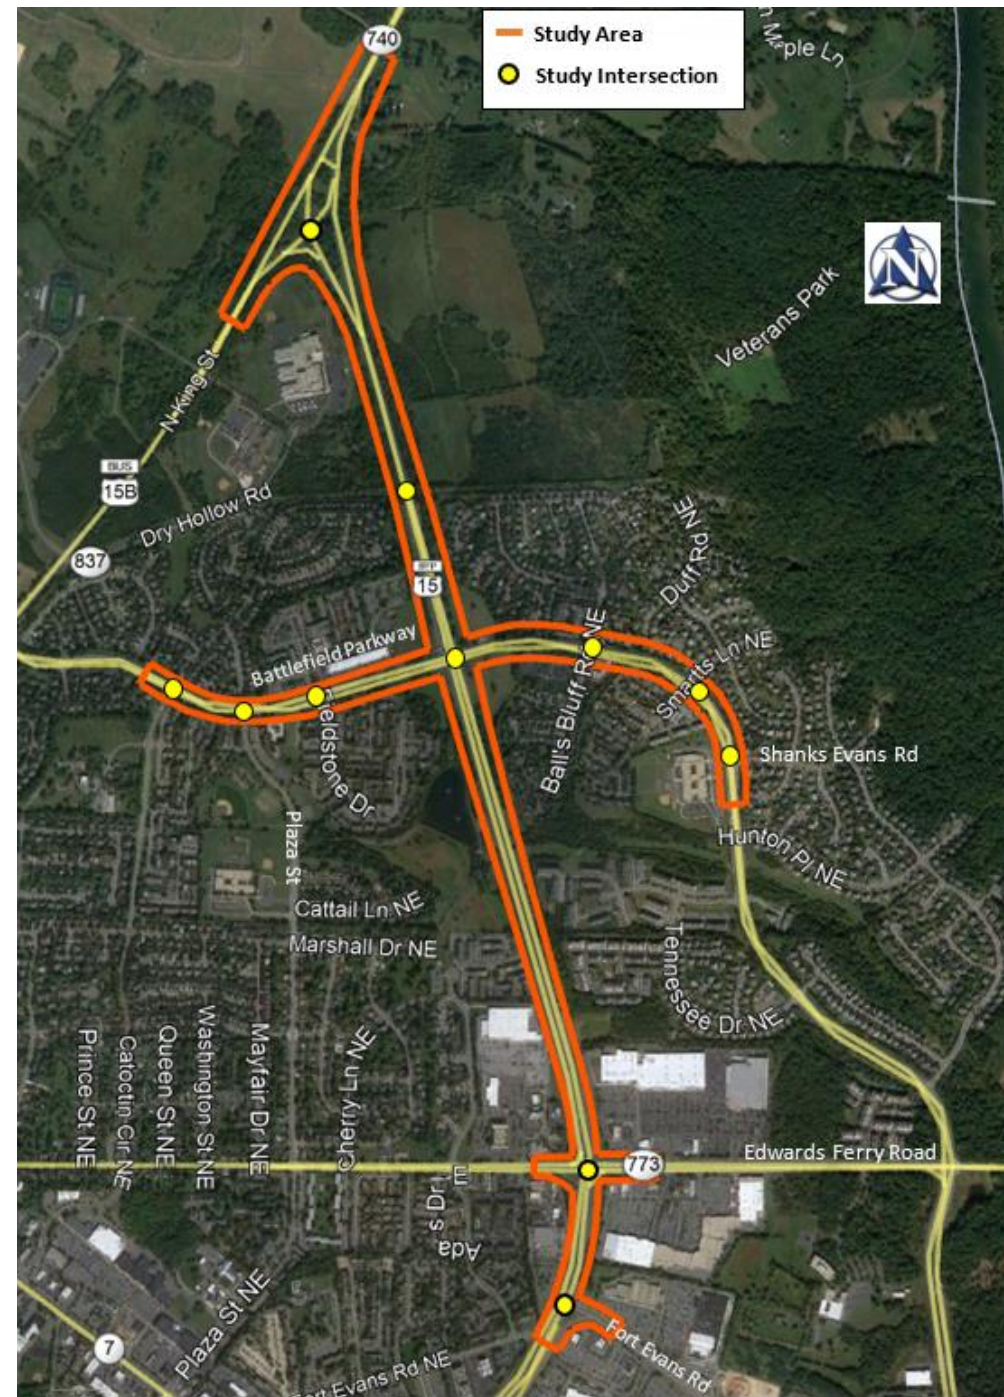 740
Study Area
Study Intersection
Maple Ln
N
Veterans Park
N King St
BUS
15B
Dry Hollow Rd
837
Duff Rd NE
BYP
15
Battlefield Parkway
Ball's Bluff Rd NE
Smartts Ln NE
Fieldstone Dr
Shanks Evans Rd
Plaza St
Hunton Pl NE
Cattail Ln NE
Marshall Dr NE
Tennessee Dr NE
Prince St NE
Catoctin Cir NE
Queen St NE
Washington St NE
Mayfair Dr NE
Cherry Ln NE
Edwards Ferry Road
773
Plaza St NE
7
Fort Evans Rd NE
Fort Evans Rd